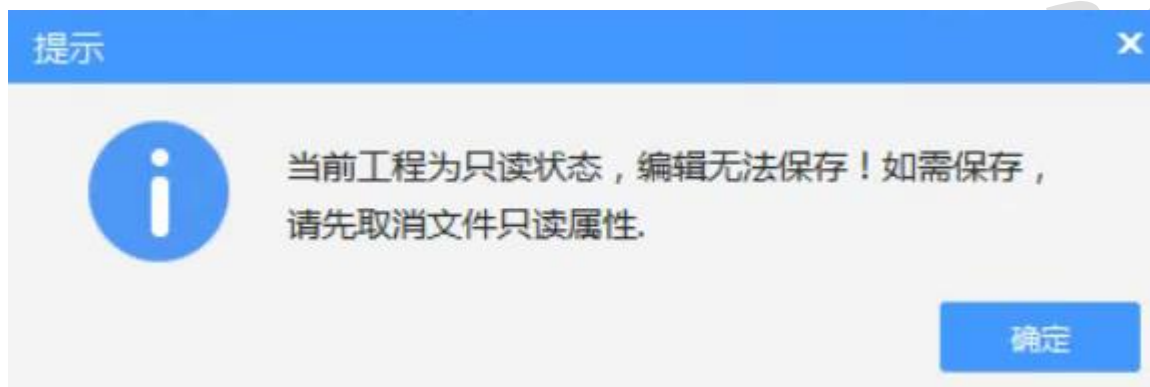 提示
当前工程为只读状态，编辑无法保存！如需保存，
请先取消文件只读属性.
确定